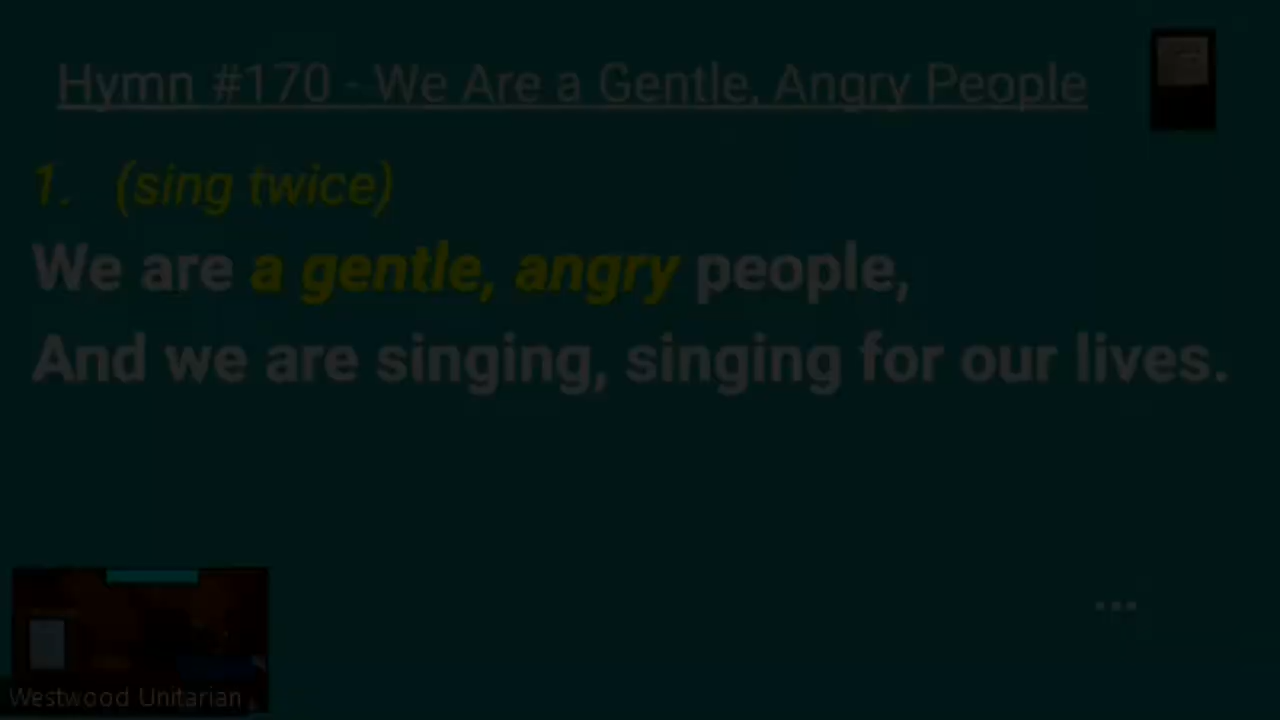 Hymn #170 - We Are a Gentle, Angry People
1. (sing twice)
We are a gentle, angry people,
And we are singing, singing for our lives.
...
Westwood Unitarian